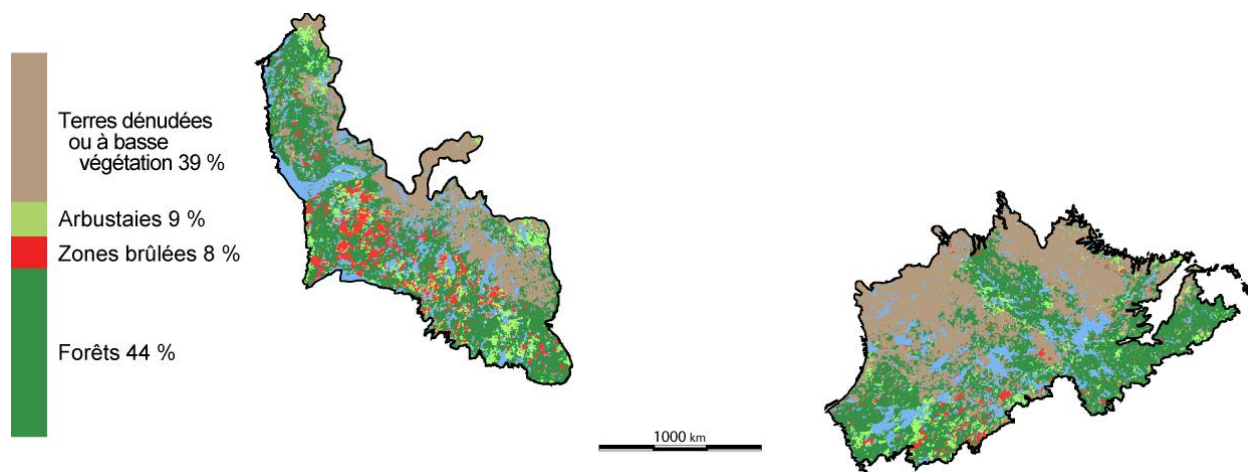 Terres dénudées
ou à basse
végétation 39 %
Arbustaies 9 %
Zones brûlées 8 %
Forêts 44 %
1000 km